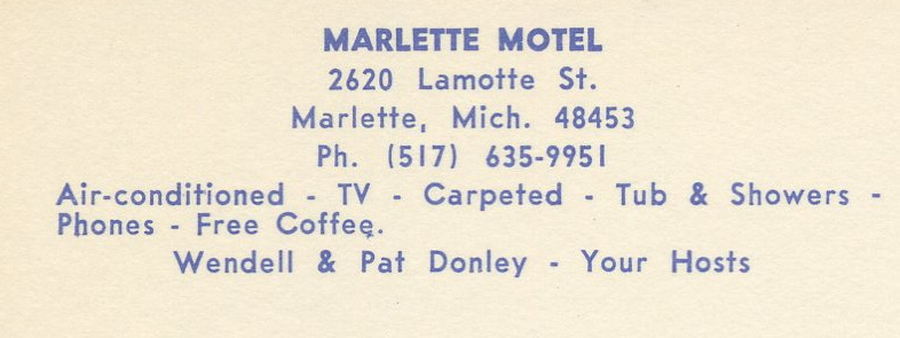 MARLETTE MOTEL
2620 Lamotte St.
Marlette, Mich. 48453
Ph. (517) 635-9951
Air-conditioned - TV - Carpeted - Tub & Showers -
Phones - Free Coffee.
Wendell & Pat Donley - Your Hosts